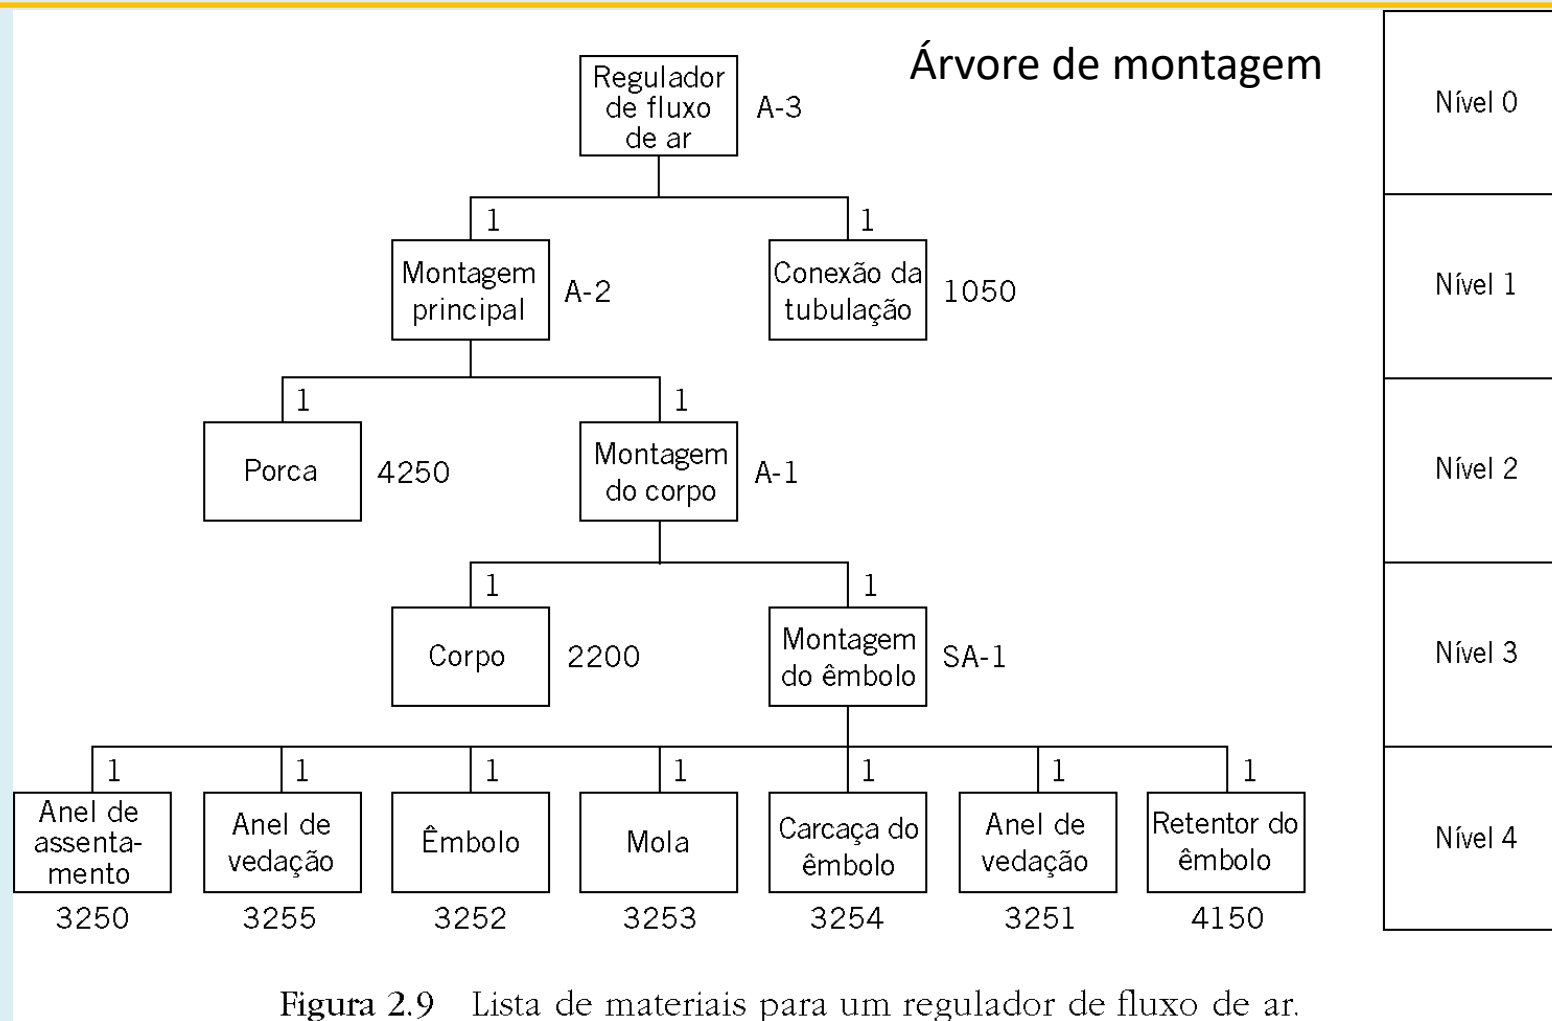 Árvore de montagem
Regulador
de fluxo
de ar
A-3
Nível 0
1
1
Montagem
principal
A-2
Conexão da
tubulação
1050
Nível 1
1
1
Porca
4250
Montagem
do corpo
A-1
Nível 2
1
1
Corpo
2200
Montagem
do êmbolo
SA-1
Nível 3
1
1
1
1
1
1
1
Anel de
assenta-
mento
Anel de
vedação
Êmbolo
Mola
Carcaça do
êmbolo
Anel de
vedação
Retentor do
êmbolo
Nível 4
3250
3255
3252
3253
3254
3251
4150
Figura 2.9 Lista de materiais para um regulador de fluxo de ar.